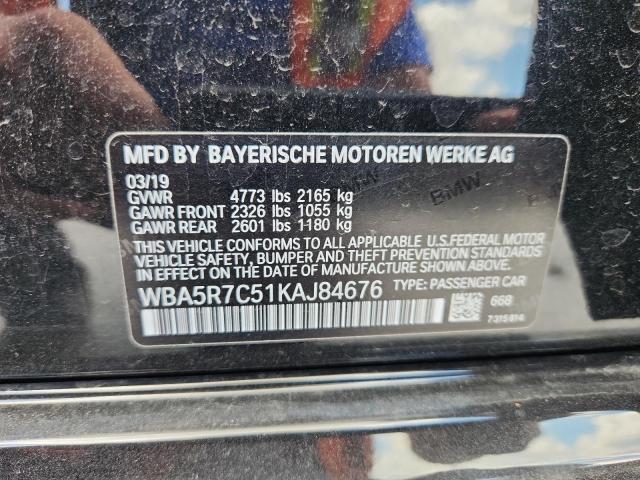 MFD BY BAYERISCHE MOTOREN WERKE AG
03/19
GVWR 4773 lbs 2165 kg
GAWR FRONT 2326 lbs 1055 kg
GAWR REAR 2601 lbs 1180 kg
THIS VEHICLE CONFORMS TO ALL APPLICABLE U.S.FEDERAL MOTOR
VEHICLE SAFETY, BUMPER AND THEFT PREVENTION STANDARDS
IN EFFECT ON THE DATE OF MANUFACTURE SHOWN ABOVE.
WBA5R7C51KAJ84676 TYPE: PASSENGER CAR
668
7315814
BMW